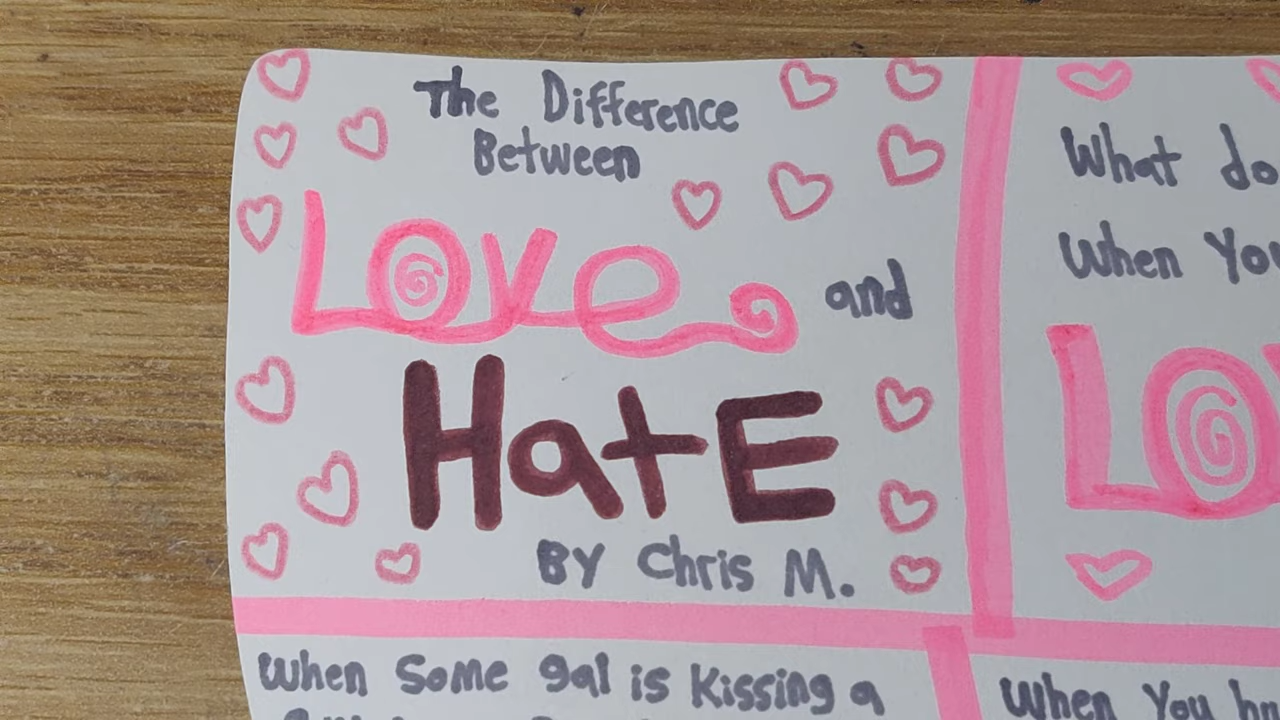 The Difference
Between
Love and
HatE
BY Chris M.
What do
When You
Lov
When Some gal is Kissing a
When You